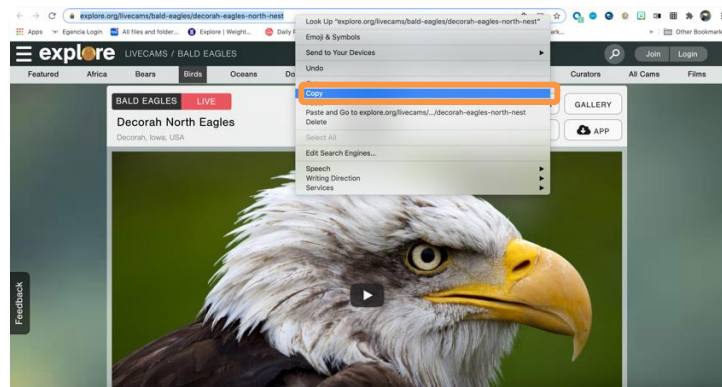 explore.org/livecams/bald-eagles/decorah-eagles-north-nest
Look Up "explore.org/livecams/bald-eagles/decorah-eagles-north-nest"
Emoji & Symbols
Send to Your Devices
Undo
Copy
Paste and Go to explore.org/livecams/.../decorah-eagles-north-nest
Delete
Select All
Edit Search Engines...
Speech
Writing Direction
Services
Apps Egencia Login All files and folder... Explore | Weight... Daily Other Bookmark
explore LIVECAMS / BALD EAGLES Join Login
Featured Africa Bears Birds Oceans Curators All Cams Films
BALD EAGLES LIVE GALLERY
Decorah North Eagles
Decorah, Iowa, USA APP
Feedback